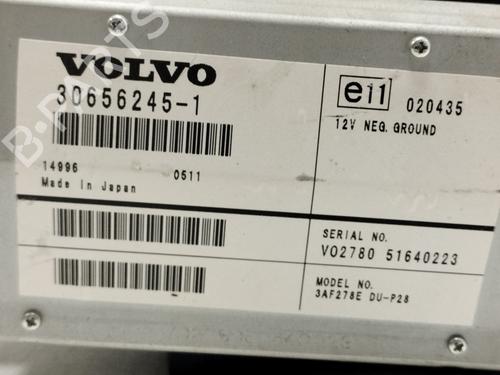 VOLVO
30656245-1
14996 0511
Made in Japan
e11 020435
12V NEG. GROUND
SERIAL NO.
V02780 51640223
MODEL NO.
3AF278E DU-P28
B-PARTS